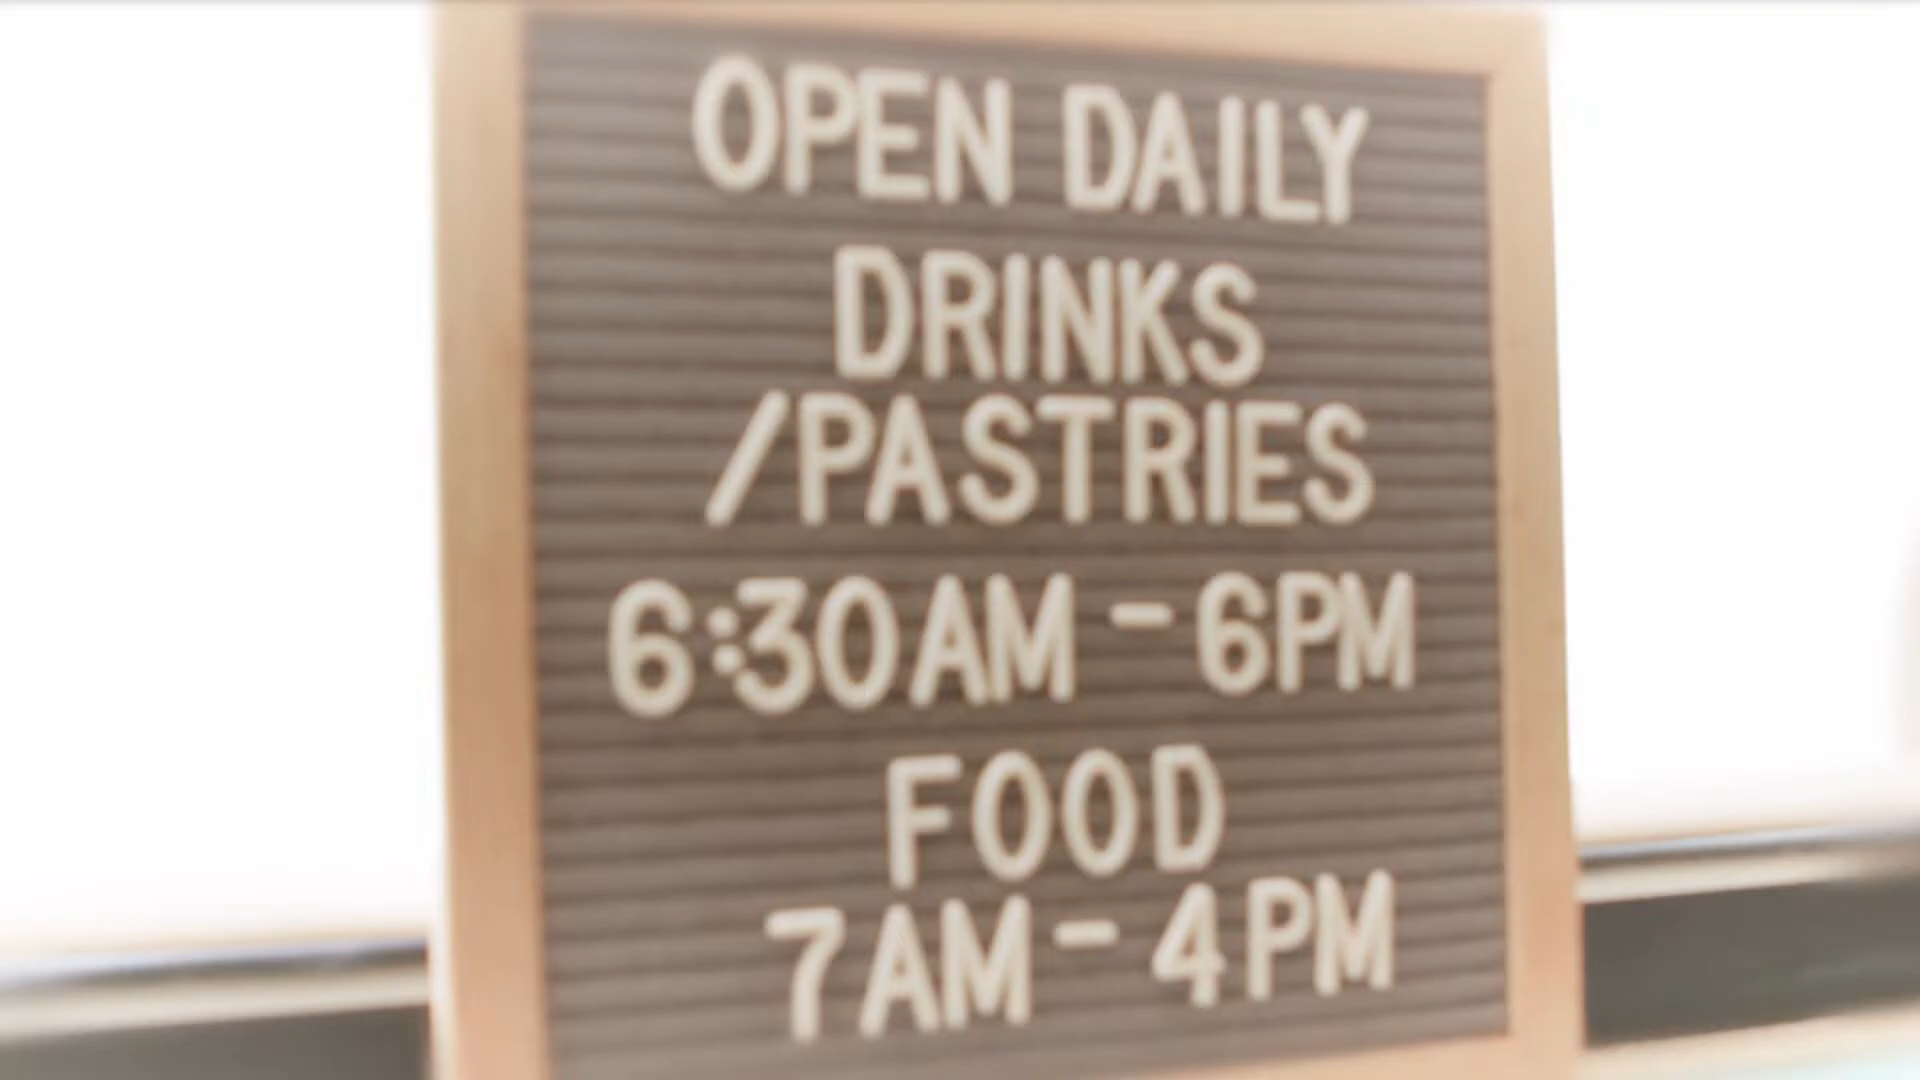 OPEN DAILY
DRINKS
/PASTRIES
6:30AM - 6PM
FOOD
7AM - 4PM